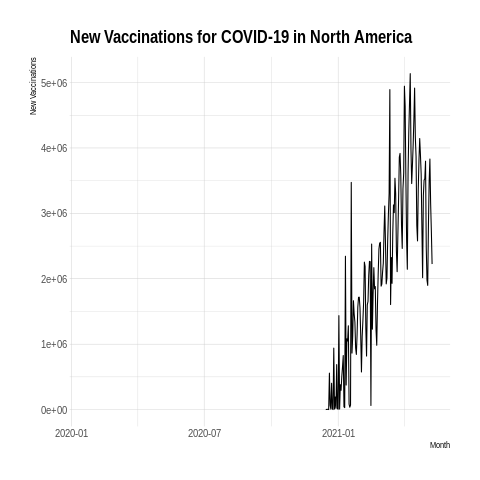 New Vaccinations for COVID-19 in North America
New Vaccinations
5e+06
4e+06
3e+06
2e+06
1e+06
0e+00
2020-01 2020-07 2021-01
Month